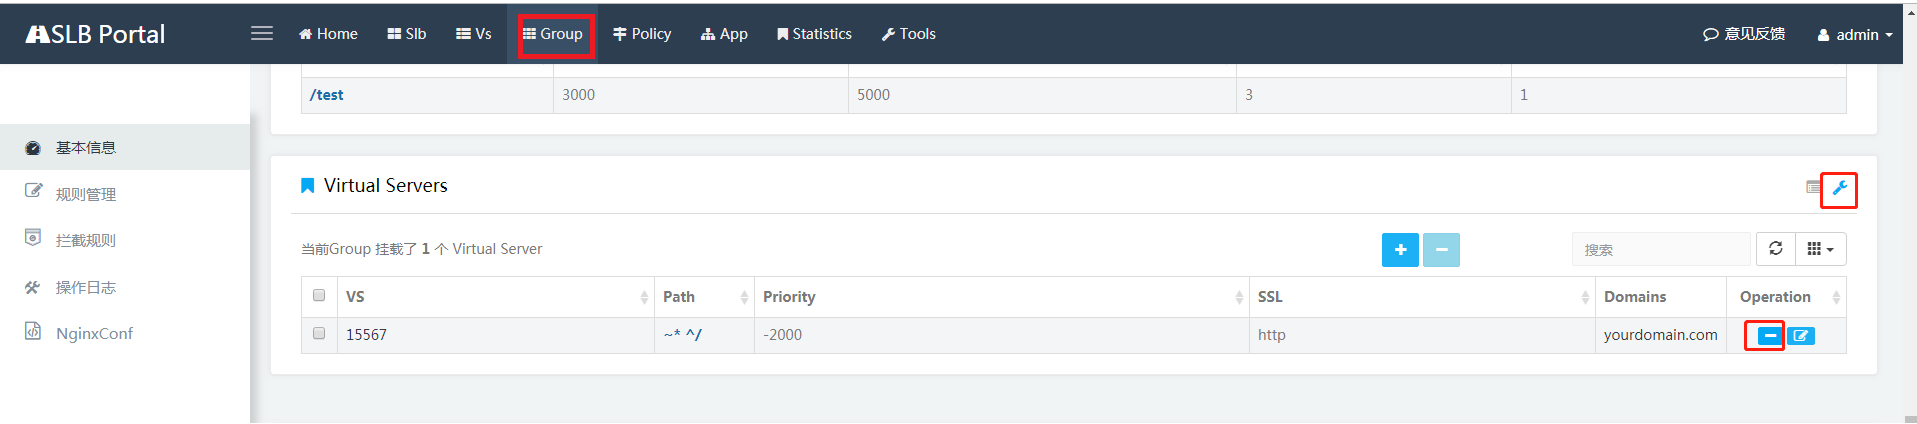 SLB Portal Home Slb Vs Group Policy App Statistics Tools 意见反馈 admin
/test 3000 5000 3 1
基本信息
规则管理
拦截规则
操作日志
NginxConf
Virtual Servers
当前Group 挂载了 1 个 Virtual Server 搜索
VS Path Priority SSL Domains Operation
15567 ~* ^/ -2000 http yourdomain.com